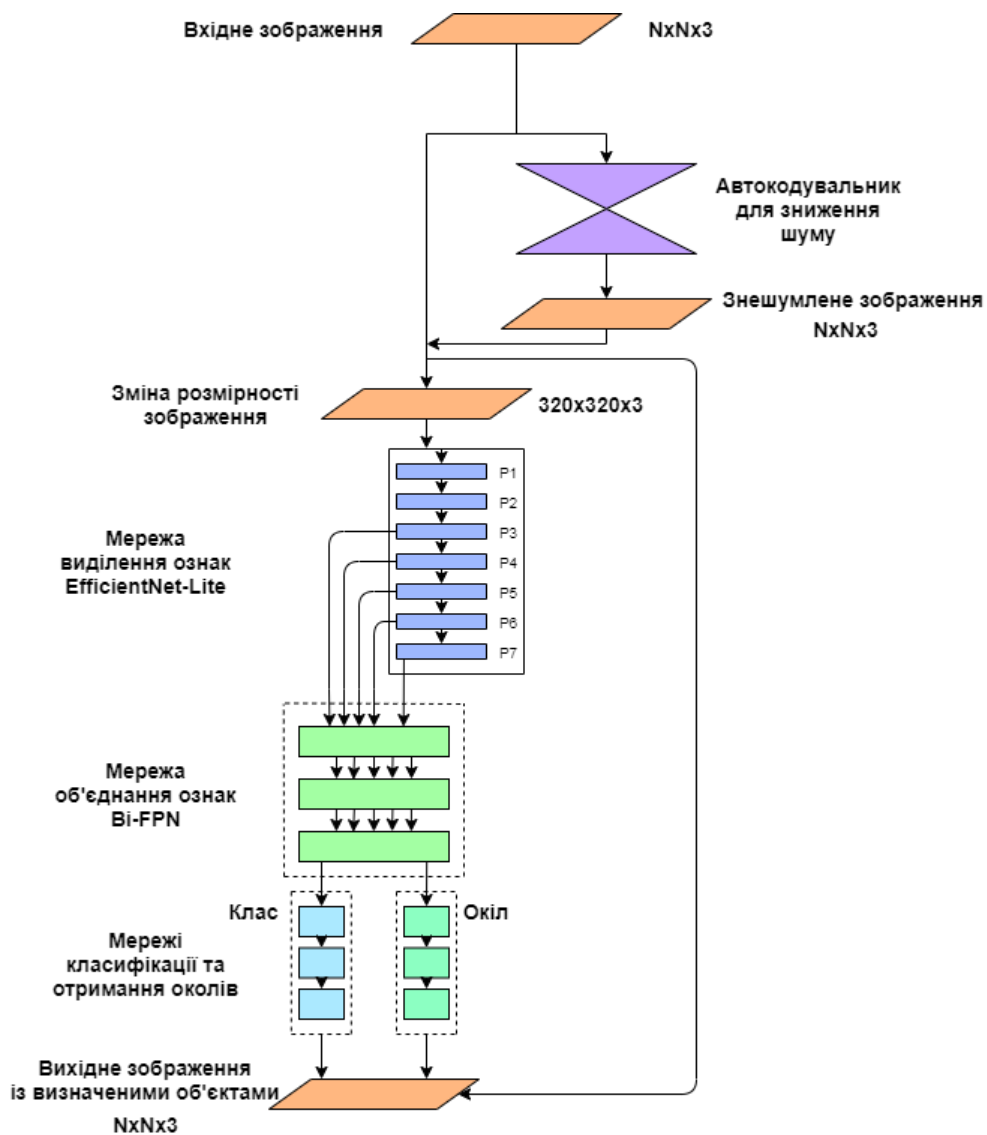 Вхідне зображення
NxNx3
Автокодувальник
для зниження
шуму
Знешумлене зображення
NxNx3
Зміна розмірності
зображення
320x320x3
P1
P2
P3
P4
P5
P6
P7
Мережа
виділення ознак
EfficientNet-Lite
Мережа
об'єднання ознак
Bi-FPN
Клас
Окіл
Мережі
класифікації та
отримання околів
Вихідне зображення
із визначеними об'єктами
NxNx3